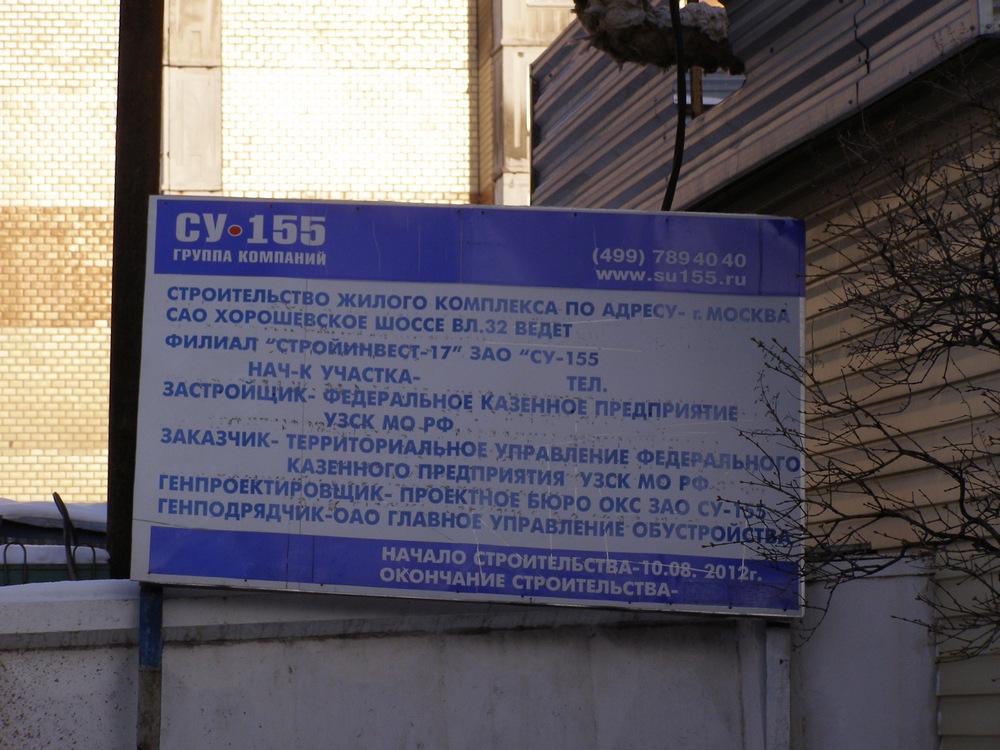 СУ•155
ГРУППА КОМПАНИЙ
(499) 789 40 40
www.su155.ru
СТРОИТЕЛЬСТВО ЖИЛОГО КОМПЛЕКСА ПО АДРЕСУ- г. МОСКВА
САО ХОРОШЕВСКОЕ ШОССЕ ВЛ.32 ВЕДЕТ
ФИЛИАЛ "СТРОЙИНВЕСТ-17" ЗАО "СУ-155
НАЧ-К УЧАСТКА- ТЕЛ.
ЗАСТРОЙЩИК- ФЕДЕРАЛЬНОЕ КАЗЕННОЕ ПРЕДПРИЯТИЕ
УЗСК МО РФ
ЗАКАЗЧИК- ТЕРРИТОРИАЛЬНОЕ УПРАВЛЕНИЕ ФЕДЕРАЛЬНОГО
КАЗЕННОГО ПРЕДПРИЯТИЯ УЗСК МО РФ
ГЕНПРОЕКТИРОВЩИК- ПРОЕКТНОЕ БЮРО ОКС ЗАО СУ-155
ГЕНПОДРЯДЧИК-ОАО ГЛАВНОЕ УПРАВЛЕНИЕ ОБУСТРОЙСТВА
НАЧАЛО СТРОИТЕЛЬСТВА-10.08. 2012г.
ОКОНЧАНИЕ СТРОИТЕЛЬСТВА-